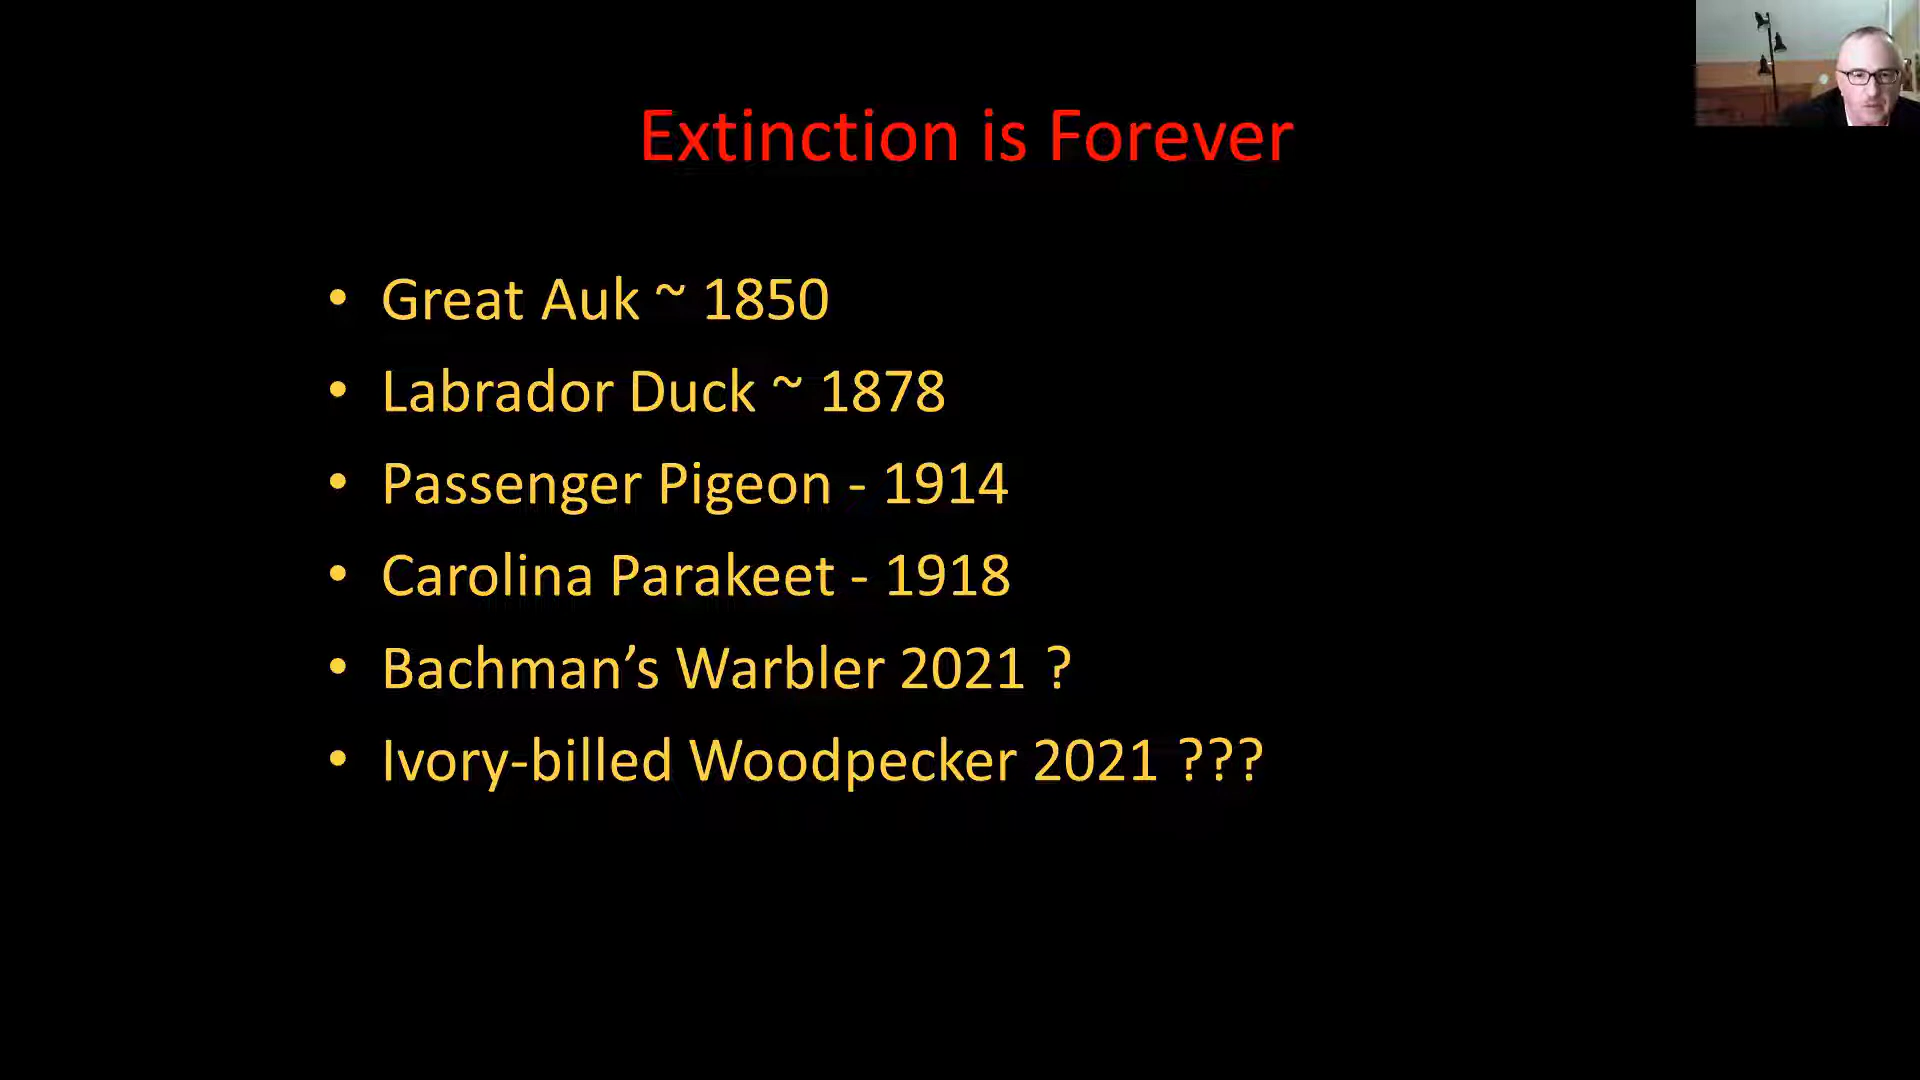 Extinction is Forever
• Great Auk ~ 1850
• Labrador Duck ~ 1878
• Passenger Pigeon - 1914
• Carolina Parakeet - 1918
• Bachman’s Warbler 2021 ?
• Ivory-billed Woodpecker 2021 ???